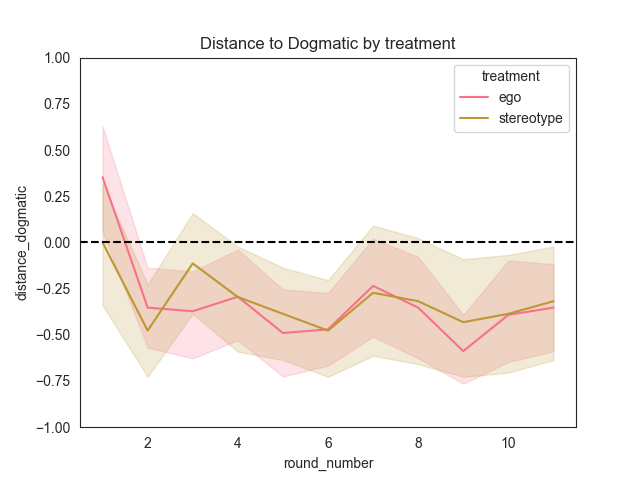 Distance to Dogmatic by treatment
treatment
ego
stereotype
distance_dogmatic
1.00
0.75
0.50
0.25
0.00
−0.25
−0.50
−0.75
−1.00
2
4
6
8
10
round_number